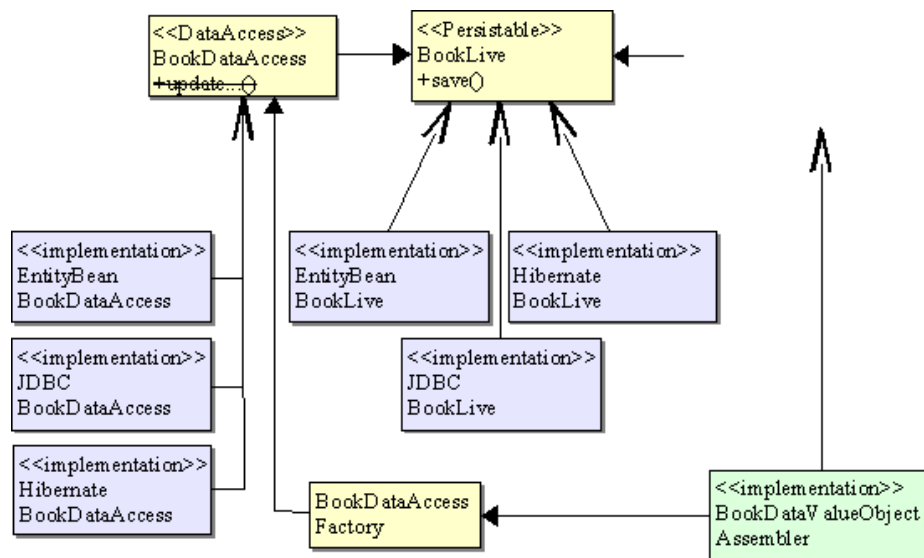 <<DataAccess>>
BookDataAccess
+update...()
<<Persistable>>
BookLive
+save()
<<implementation>>
EntityBean
BookDataAccess
<<implementation>>
EntityBean
BookLive
<<implementation>>
Hibernate
BookLive
<<implementation>>
JDBC
BookDataAccess
<<implementation>>
JDBC
BookLive
<<implementation>>
Hibernate
BookDataAccess
BookDataAccess
Factory
<<implementation>>
BookDataValueObject
Assembler